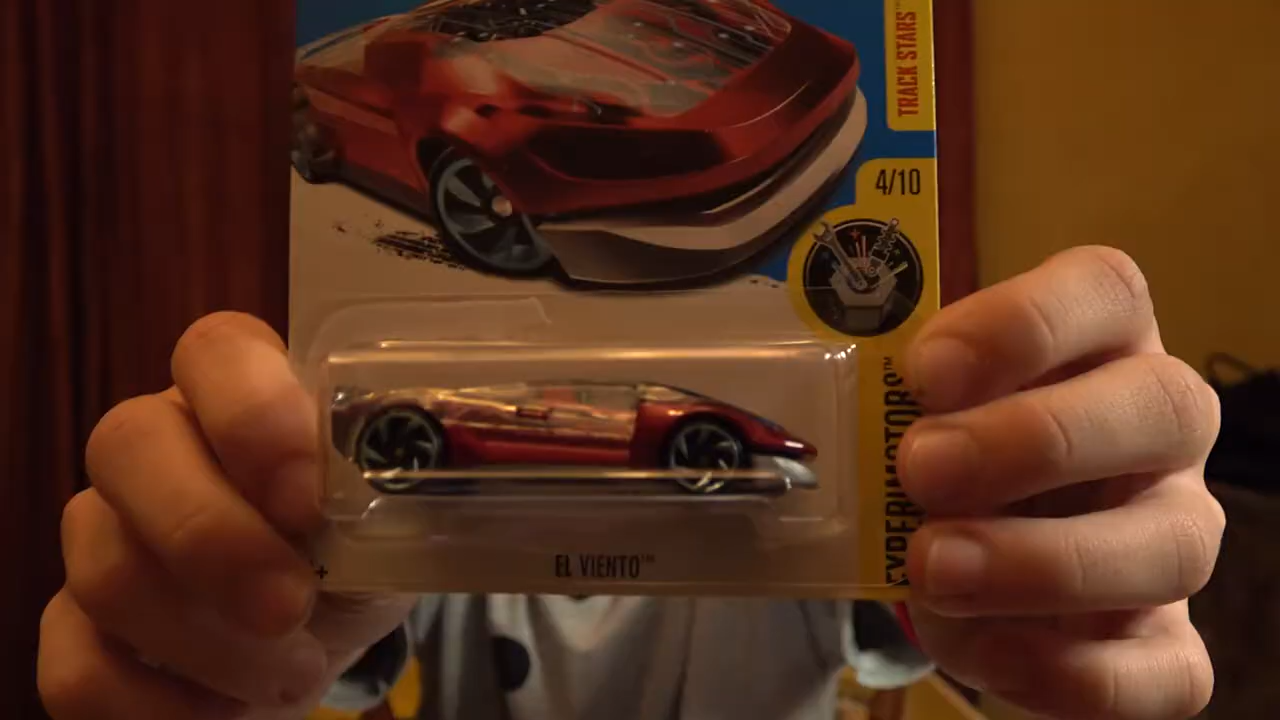 TRACK STARS™
4/10
EXPERIMOTORS™
EL VIENTO™
+